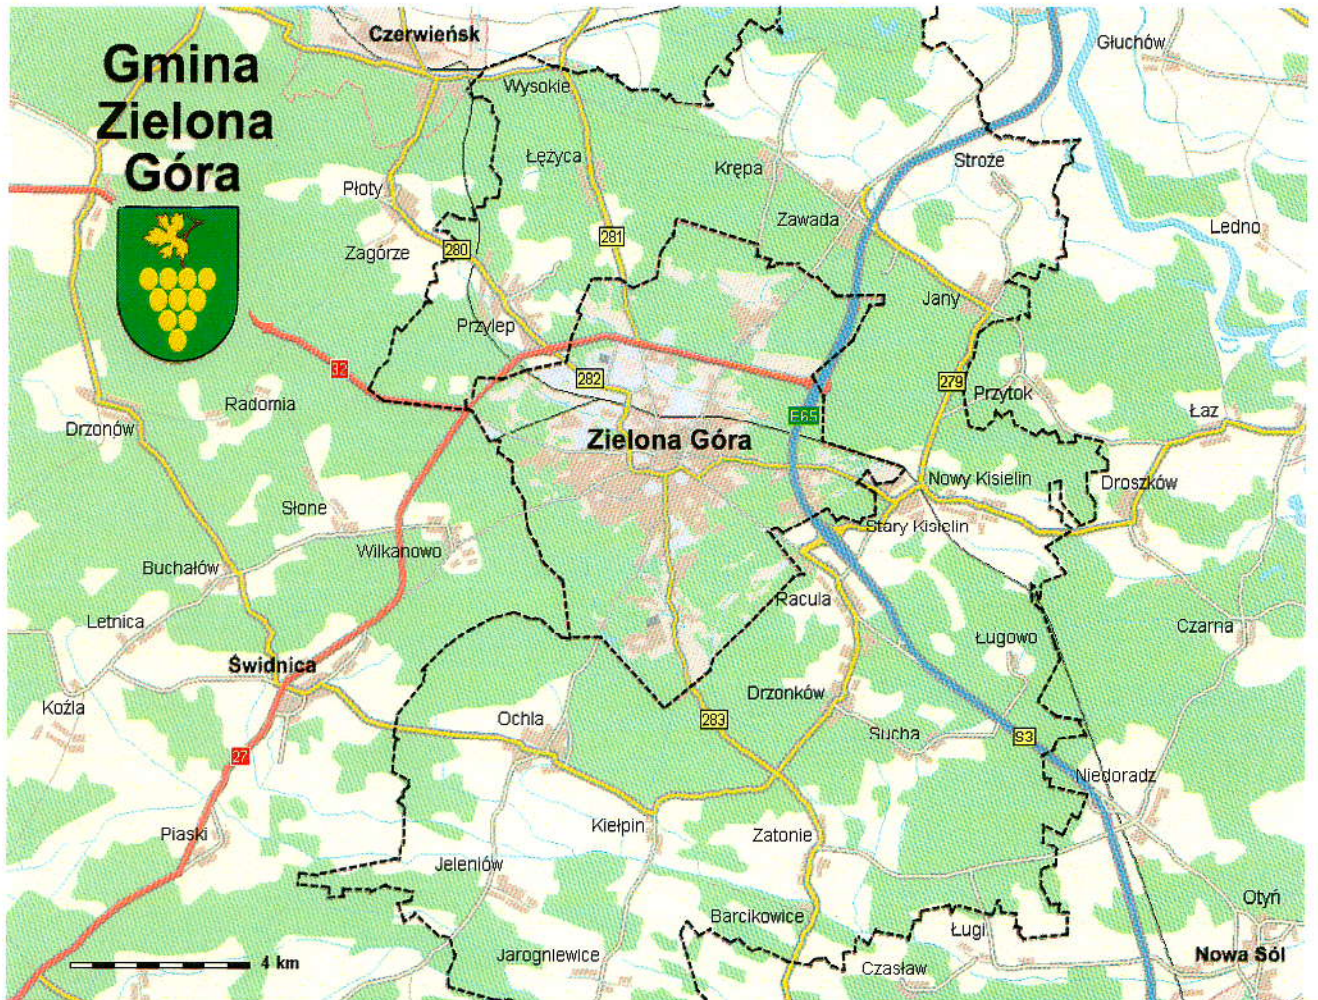 Gmina
Zielona
Góra
Czerwieńsk
Głuchów
Wysokie
Łężyca
Krępa
Stroże
Płoty
Zawada
Ledno
Zagórze
280
281
Jany
Przylep
32
282
279
Przytok
Radomia
Łaz
Drzonów
E65
Zielona Góra
Nowy Kisielin
Droszków
Słone
Stary Kisielin
Wilkanowo
Buchałów
Racula
Letnica
Ługowo
Czarna
Świdnica
Drzonków
Koźla
Ochla
283
Sucha
S3
27
Niedoradz
Piaski
Kiełpin
Zatonie
Jeleniów
Otyń
Barcikowice
Ługi
Jarogniewice
Nowa Sól
4 km
Czasław